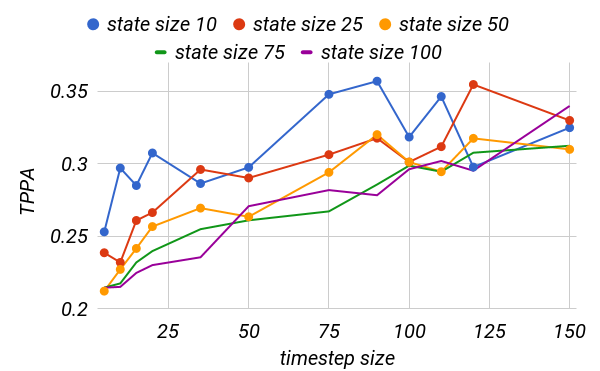 state size 10 state size 25 state size 50
state size 75 state size 100
0.35
0.3
0.25
0.2
TPPA
25 50 75 100 125 150
timestep size